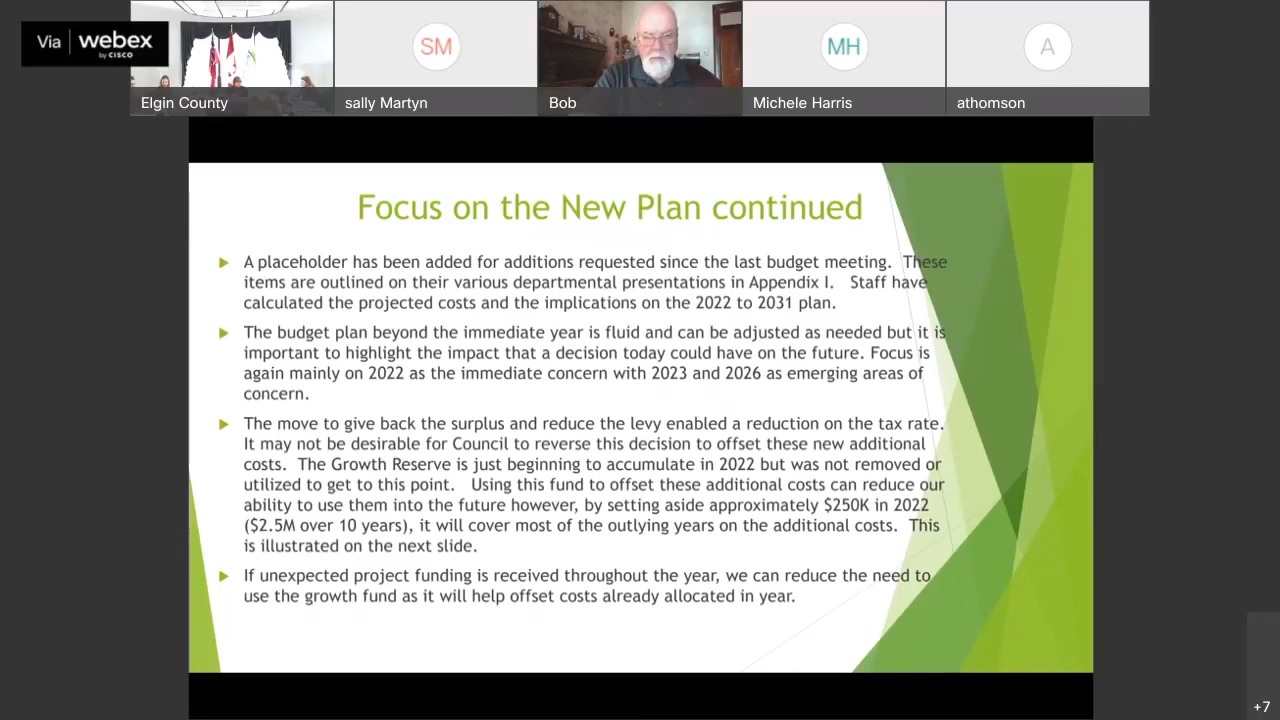 Via webex
by CISCO
SM
MH
A
Elgin County
sally Martyn
Bob
Michele Harris
athomson
Focus on the New Plan continued
A placeholder has been added for additions requested since the last budget meeting. These
items are outlined on their various departmental presentations in Appendix I. Staff have
calculated the projected costs and the implications on the 2022 to 2031 plan.
The budget plan beyond the immediate year is fluid and can be adjusted as needed but it is
important to highlight the impact that a decision today could have on the future. Focus is
again mainly on 2022 as the immediate concern with 2023 and 2026 as emerging areas of
concern.
The move to give back the surplus and reduce the levy enabled a reduction on the tax rate.
It may not be desirable for Council to reverse this decision to offset these new additional
costs. The Growth Reserve is just beginning to accumulate in 2022 but was not removed or
utilized to get to this point. Using this fund to offset these additional costs can reduce our
ability to use them into the future however, by setting aside approximately $250K in 2022
($2.5M over 10 years), it will cover most of the outlying years on the additional costs. This
is illustrated on the next slide.
If unexpected project funding is received throughout the year, we can reduce the need to
use the growth fund as it will help offset costs already allocated in year.
+7